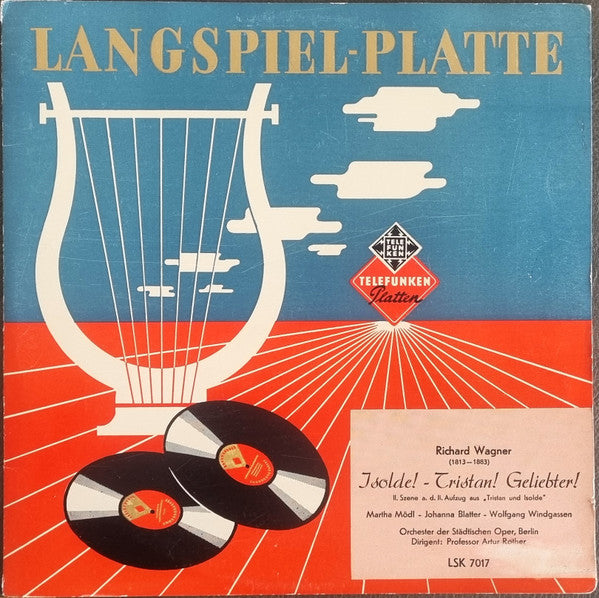 LANGSPIEL-PLATTE
TELE
FUN
KEN
TELEFUNKEN
Platten
Richard Wagner
(1813—1883)
Isolde! - Tristan! Geliebter!
II. Szene a. d. II. Aufzug aus „Tristan und Isolde"
Martha Mödl - Johanna Blatter - Wolfgang Windgassen
Orchester der Städtischen Oper, Berlin
Dirigent: Professor Artur Rother
LSK 7017